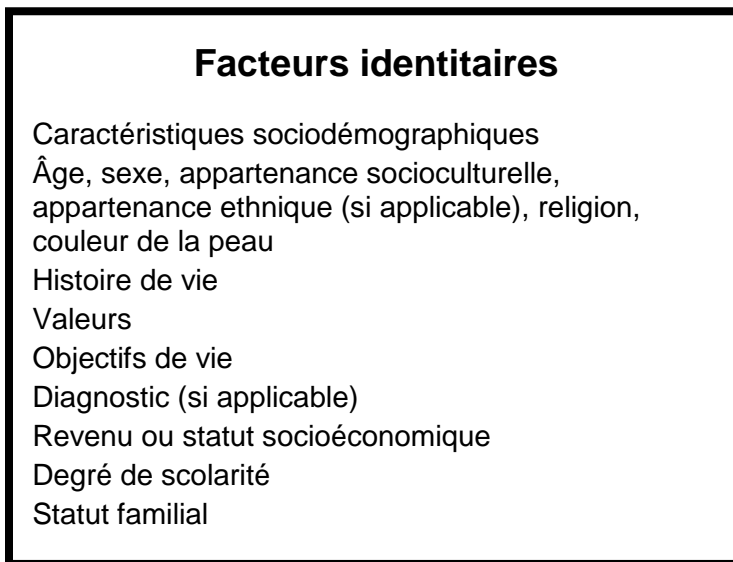 Facteurs identitaires
Caractéristiques sociodémographiques
Âge, sexe, appartenance socioculturelle,
appartenance ethnique (si applicable), religion,
couleur de la peau
Histoire de vie
Valeurs
Objectifs de vie
Diagnostic (si applicable)
Revenu ou statut socioéconomique
Degré de scolarité
Statut familial